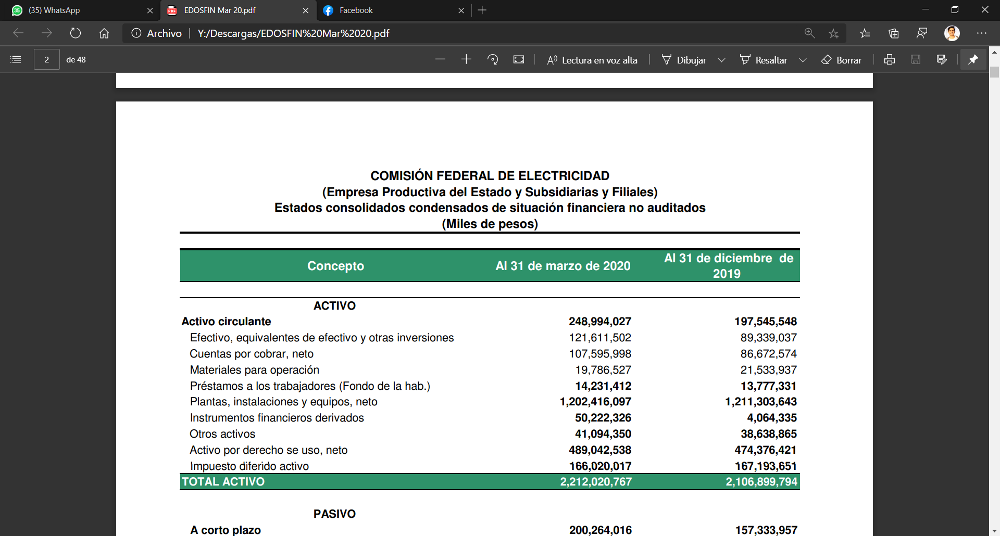 (35) WhatsApp
EDOSFIN Mar 20.pdf
Facebook
Archivo | Y:/Descargas/EDOSFIN%20Mar%2020.pdf
2 de 48
Lectura en voz alta
Dibujar
Resaltar
Borrar
COMISIÓN FEDERAL DE ELECTRICIDAD
(Empresa Productiva del Estado y Subsidiarias y Filiales)
Estados consolidados condensados de situación financiera no auditados
(Miles de pesos)
Concepto Al 31 de marzo de 2020 Al 31 de diciembre de
2019
ACTIVO
Activo circulante 248,994,027 197,545,548
Efectivo, equivalentes de efectivo y otras inversiones 121,611,502 89,339,037
Cuentas por cobrar, neto 107,595,998 86,672,574
Materiales para operación 19,786,527 21,533,937
Préstamos a los trabajadores (Fondo de la hab.) 14,231,412 13,777,331
Plantas, instalaciones y equipos, neto 1,202,416,097 1,211,303,643
Instrumentos financieros derivados 50,222,326 4,064,335
Otros activos 41,094,350 38,638,865
Activo por derecho se uso, neto 489,042,538 474,376,421
Impuesto diferido activo 166,020,017 167,193,651
TOTAL ACTIVO 2,212,020,767 2,106,899,794
PASIVO
A corto plazo 200,264,016 157,333,957